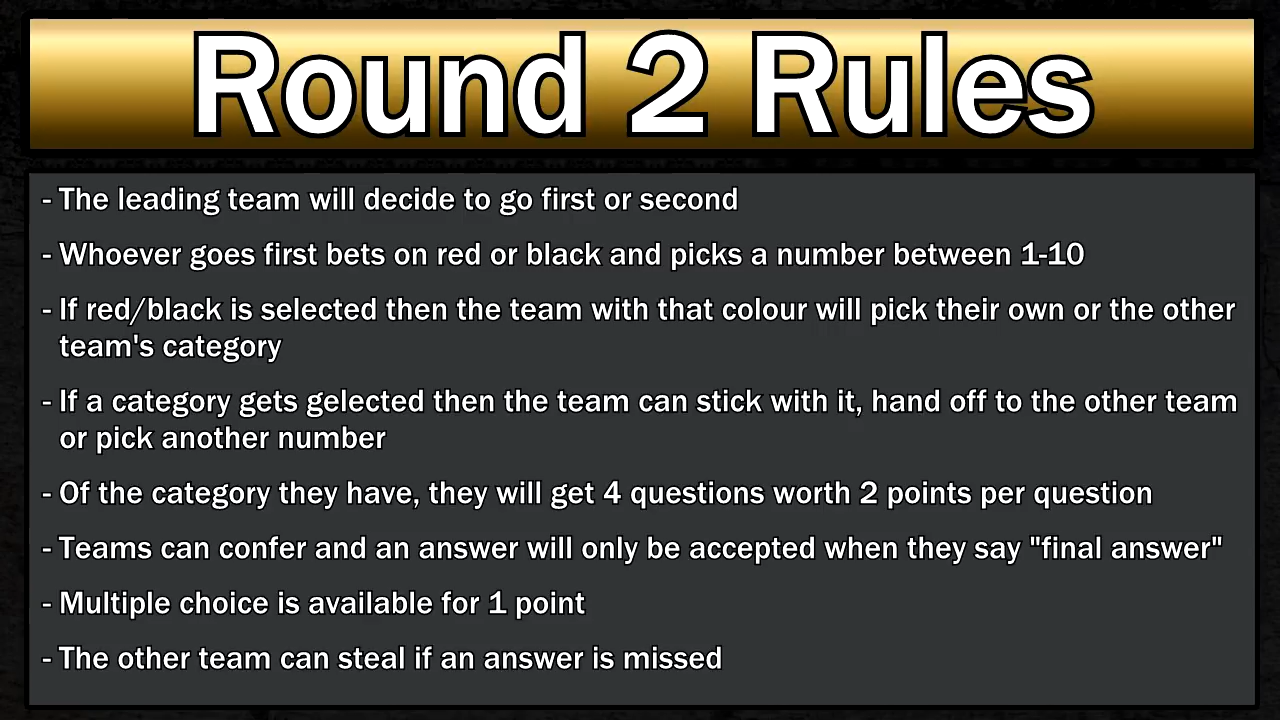 Round 2 Rules
- The leading team will decide to go first or second
- Whoever goes first bets on red or black and picks a number between 1-10
- If red/black is selected then the team with that colour will pick their own or the other
team's category
- If a category gets gelected then the team can stick with it, hand off to the other team
or pick another number
- Of the category they have, they will get 4 questions worth 2 points per question
- Teams can confer and an answer will only be accepted when they say "final answer"
- Multiple choice is available for 1 point
- The other team can steal if an answer is missed